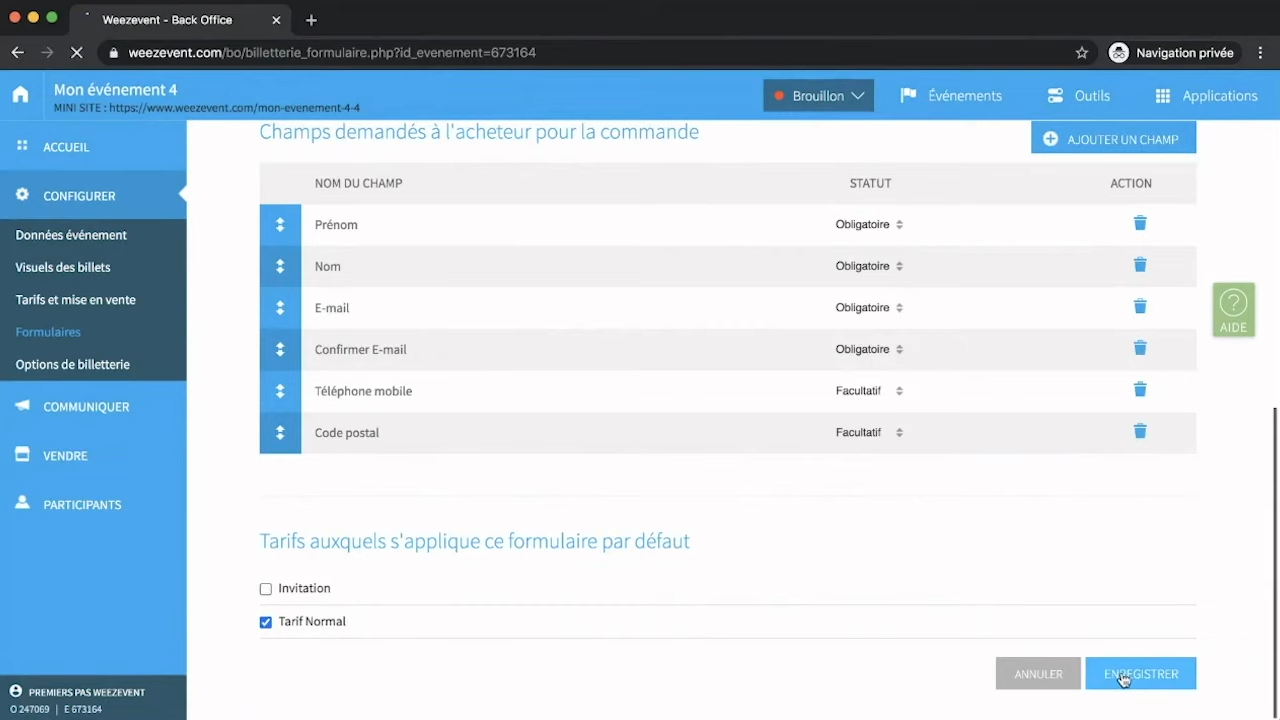 Weezevent - Back Office
weezevent.com/bo/billetterie_formulaire.php?id_evenement=673164
Navigation privée
Mon événement 4
MINI SITE : https://www.weezevent.com/mon-evenement-4-4
Brouillon
Événements
Outils
Applications
ACCUEIL
CONFIGURER
Données événement
Visuels des billets
Tarifs et mise en vente
Formulaires
Options de billetterie
COMMUNIQUER
VENDRE
PARTICIPANTS
PREMIERS PAS WEEZEVENT
O 247069 | E 673164
Champs demandés à l'acheteur pour la commande
AJOUTER UN CHAMP
NOM DU CHAMP STATUT ACTION
Prénom Obligatoire
Nom Obligatoire
E-mail Obligatoire
Confirmer E-mail Obligatoire
Téléphone mobile Facultatif
Code postal Facultatif
Tarifs auxquels s'applique ce formulaire par défaut
Invitation
Tarif Normal
ANNULER
ENREGISTRER
?
AIDE